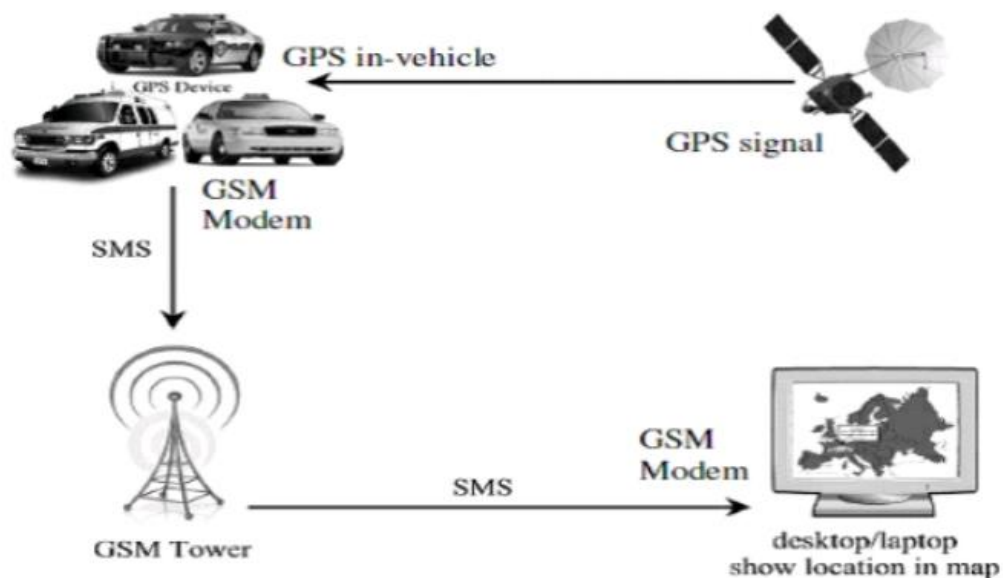 GPS in-vehicle
GPS Device
GPS signal
GSM
Modem
SMS
GSM
Modem
SMS
GSM Tower
desktop/laptop
show location in map